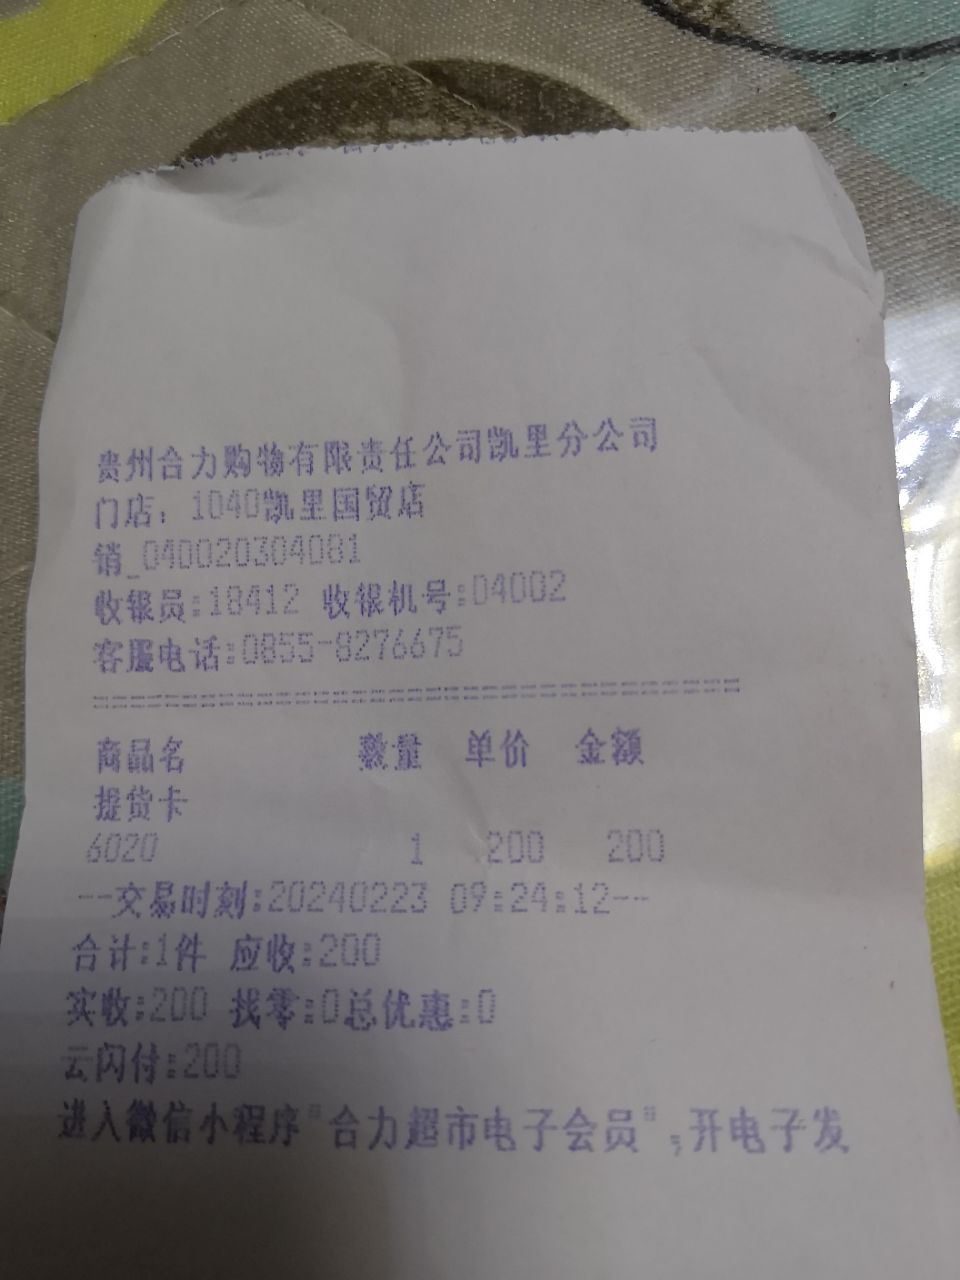 贵州合力购物有限责任公司凯里分公司
门店: 1040凯里国贸店
销_040020304081
收银员:18412 收银机号:04002
客服电话:0855-8276675
商品名 数量 单价 金额
提货卡
6020 1 200 200
--交易时刻:20240223 09:24:12--
合计:1件 应收:200
实收:200 找零:0总优惠:0
云闪付:200
进入微信小程序"合力超市电子会员",开电子发